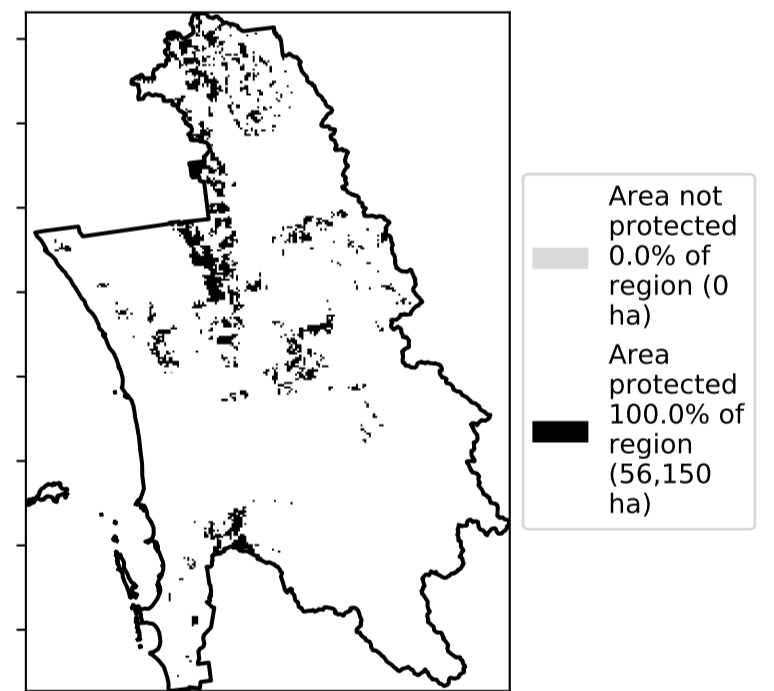 Area not
protected
0.0% of
region (0
ha)
Area
protected
100.0% of
region
(56,150
ha)